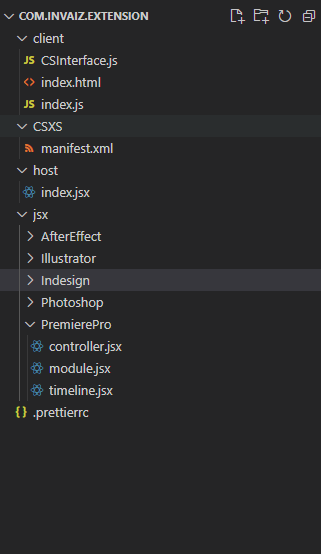 COM.INVAIZ.EXTENSION
client
JS CSInterface.js
index.html
JS index.js
CSXS
manifest.xml
host
index.jsx
jsx
AfterEffect
Illustrator
Indesign
Photoshop
PremierePro
controller.jsx
module.jsx
timeline.jsx
{} .prettierrc